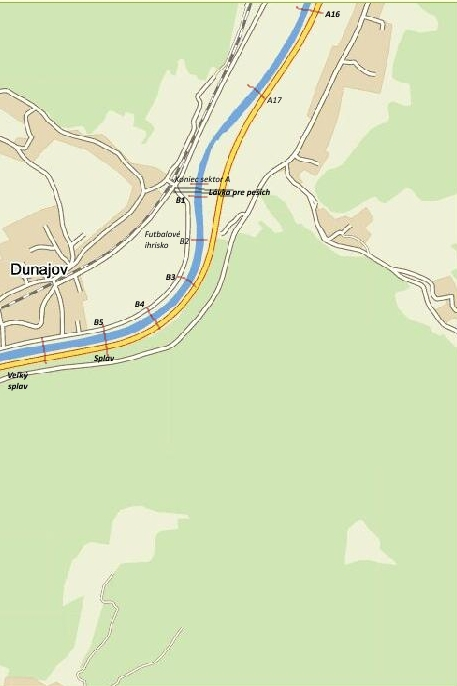 A16
A17
Koniec sektor A
Lávka pre peších
B1
Futbalové
ihrisko
B2
Dunajov
B3
B4
B5
Splav
Veľký
splav